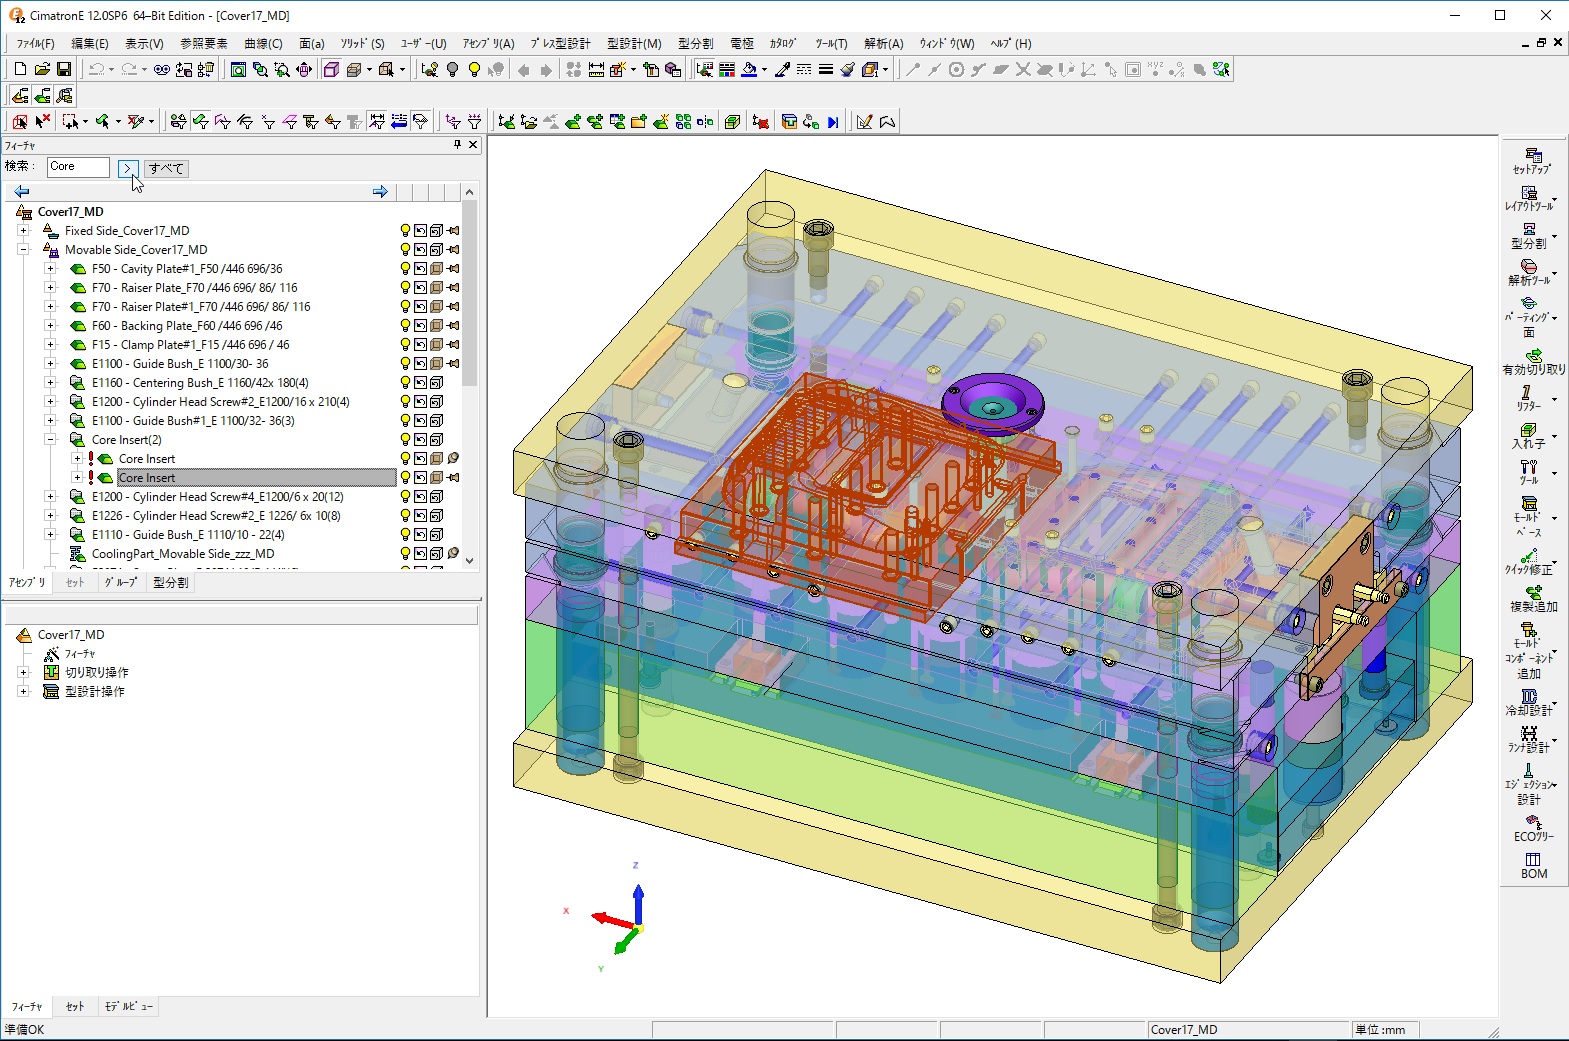 CimatronE 12.0SP6  64–Bit Edition - [Cover17_MD]
ﾌｧｲﾙ(F) 編集(E) 表示(V) 参照要素 曲線(C) 面(a) ｿﾘｯﾄﾞ(S) ﾕｰｻﾞｰ(U) ｱｾﾝﾌﾞﾘ(A) ﾌﾟﾚｽ型設計 型設計(M) 型分割 電極 ｶﾀﾛｸﾞ ﾂｰﾙ(T) 解析(A) ｳｨﾝﾄﾞｳ(W) ﾍﾙﾌﾟ(H)
ﾌｨｰﾁｬ
検索： Core すべて
Cover17_MD
Fixed Side_Cover17_MD
Movable Side_Cover17_MD
F50 - Cavity Plate#1_F50 /446 696/36
F70 - Raiser Plate_F70 /446 696/ 86/ 116
F70 - Raiser Plate#1_F70 /446 696/ 86/ 116
F60 - Backing Plate_F60 /446 696 /46
F15 - Clamp Plate#1_F15 /446 696 / 46
E1100 - Guide Bush_E 1100/30- 36
E1160 - Centering Bush_E 1160/42x 180(4)
E1200 - Cylinder Head Screw#2_E1200/16 x 210(4)
E1100 - Guide Bush#1_E 1100/32- 36(3)
Core Insert(2)
Core Insert
Core Insert
E1200 - Cylinder Head Screw#4_E1200/6 x 20(12)
E1226 - Cylinder Head Screw#2_E 1226/ 6x 10(8)
E1110 - Guide Bush_E 1110/10 - 22(4)
CoolingPart_Movable Side_zzz_MD
ｱｾﾝﾌﾞﾘ ｾｯﾄ ｸﾞﾙｰﾌﾟ 型分割
Cover17_MD
ﾌｨｰﾁｬ
切り取り操作
型設計操作
ﾌｨｰﾁｬ ｾｯﾄ ﾓﾃﾞﾙﾋﾞｭｰ
Z
X
Y
ｾｯﾄｱｯﾌﾟ
ﾚｲｱｳﾄﾂｰﾙ
型分割
解析ﾂｰﾙ
ﾊﾟｰﾃｨﾝｸﾞ
面
有効切り取り
ﾘﾌﾀｰ
入れ子
ﾂｰﾙ
ﾓｰﾙﾄﾞ
ﾍﾞｰｽ
ｸｲｯｸ修正
複製追加
ﾓｰﾙﾄﾞ
ｺﾝﾎﾟｰﾈﾝﾄ
追加
冷却設計
ﾗﾝﾅ設計
ｴｼﾞｪｸｼｮﾝ
設計
ECOﾂﾘｰ
BOM
準備OK Cover17_MD 単位 :mm